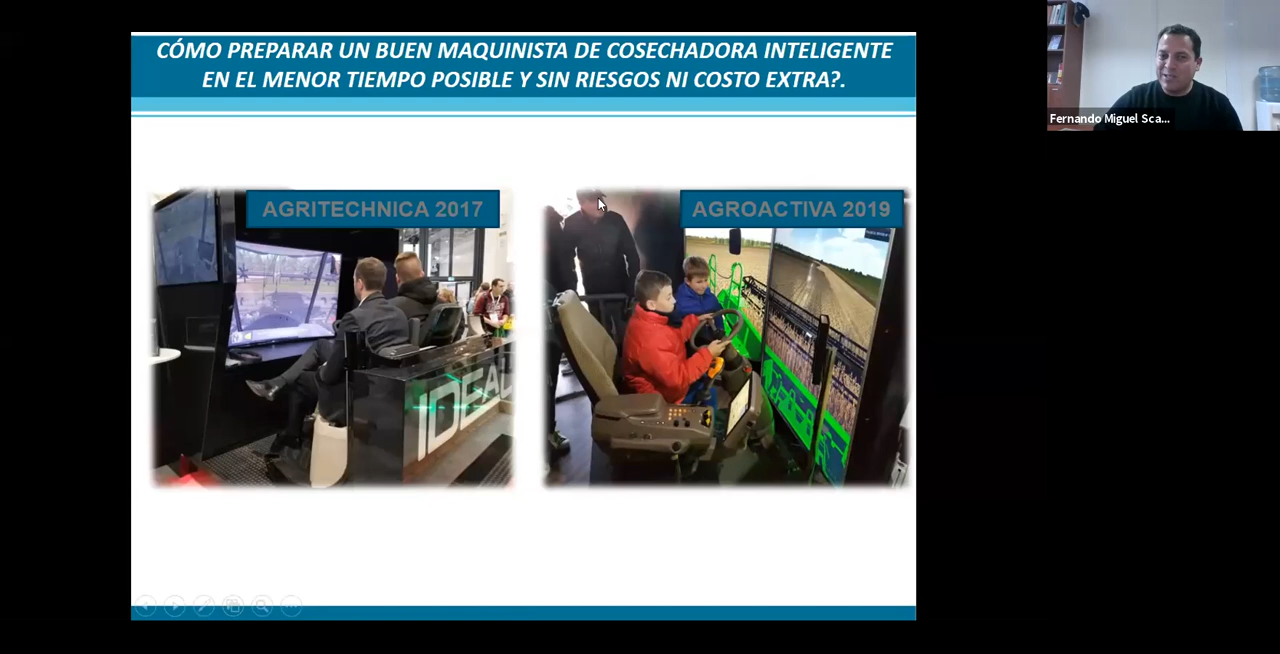 CÓMO PREPARAR UN BUEN MAQUINISTA DE COSECHADORA INTELIGENTE
EN EL MENOR TIEMPO POSIBLE Y SIN RIESGOS NI COSTO EXTRA?.
AGRITECHNICA 2017
AGROACTIVA 2019
IDEAL
Fernando Miguel Sca...